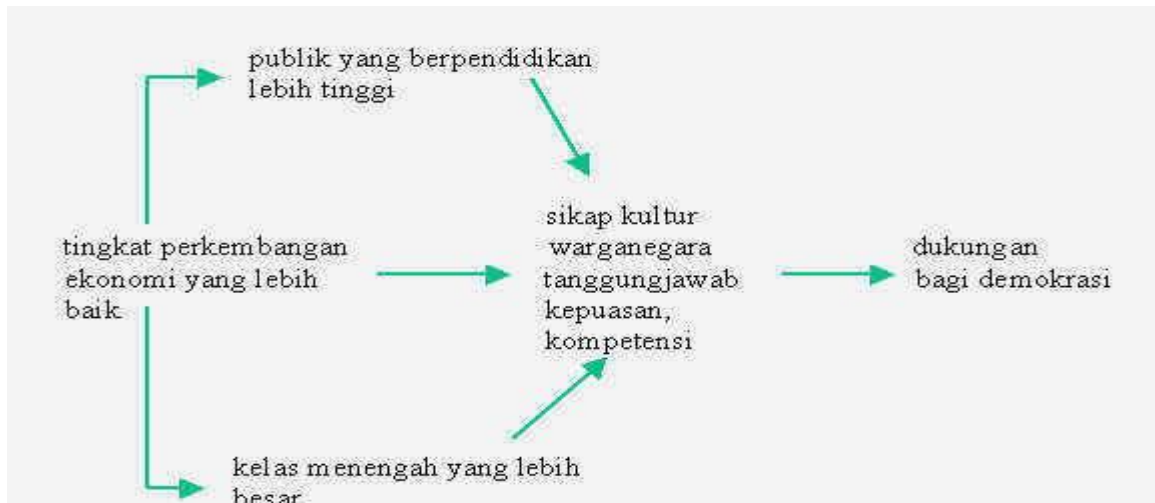 publik yang berpendidikan
lebih tinggi
tingkat perkembangan
ekonomi yang lebih
baik
sikap kultur
warganegara
tanggungjawab
kepuasan,
kompetensi
dukungan
bagi demokrasi
kelas menengah yang lebih
besar